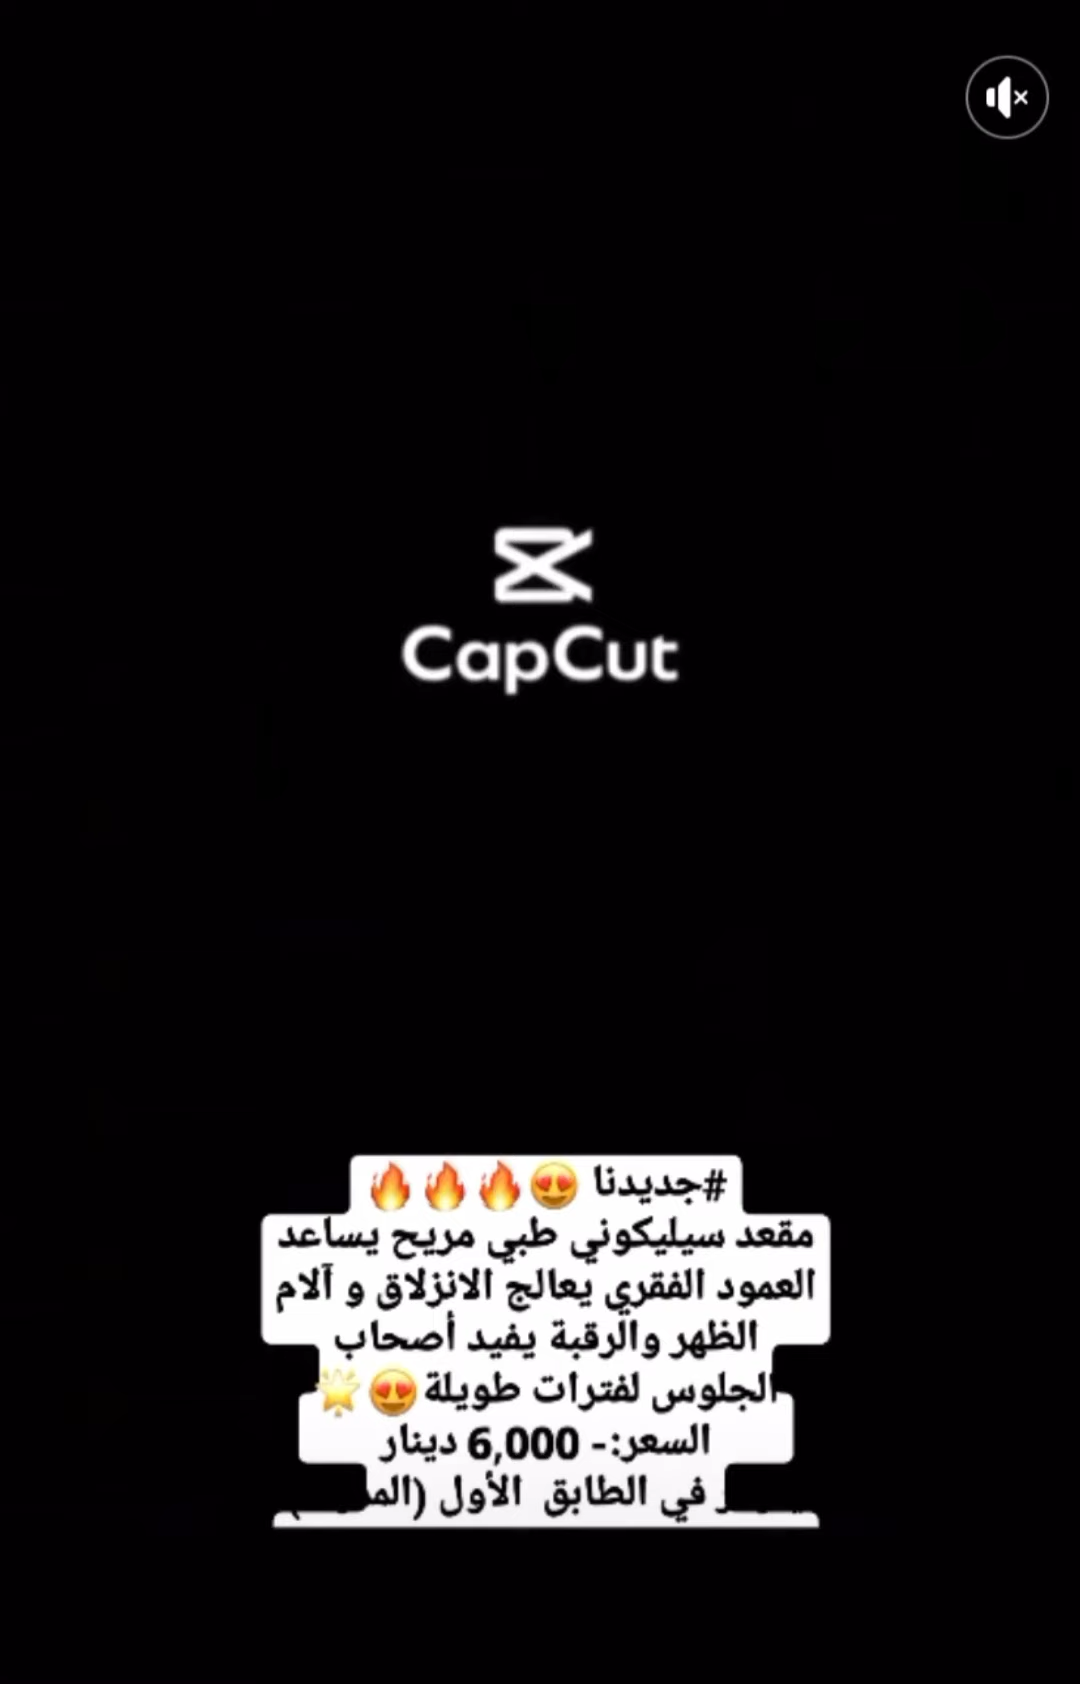 CapCut
#جديدنا 😍🔥🔥🔥
مقعد سيليكوني طبي مريح يساعد
العمود الفقري يعالج الانزلاق و آلام
الظهر والرقبة يفيد أصحاب
الجلوس لفترات طويلة😍🌟
السعر:- 6,000 دينار
في الطابق الأول